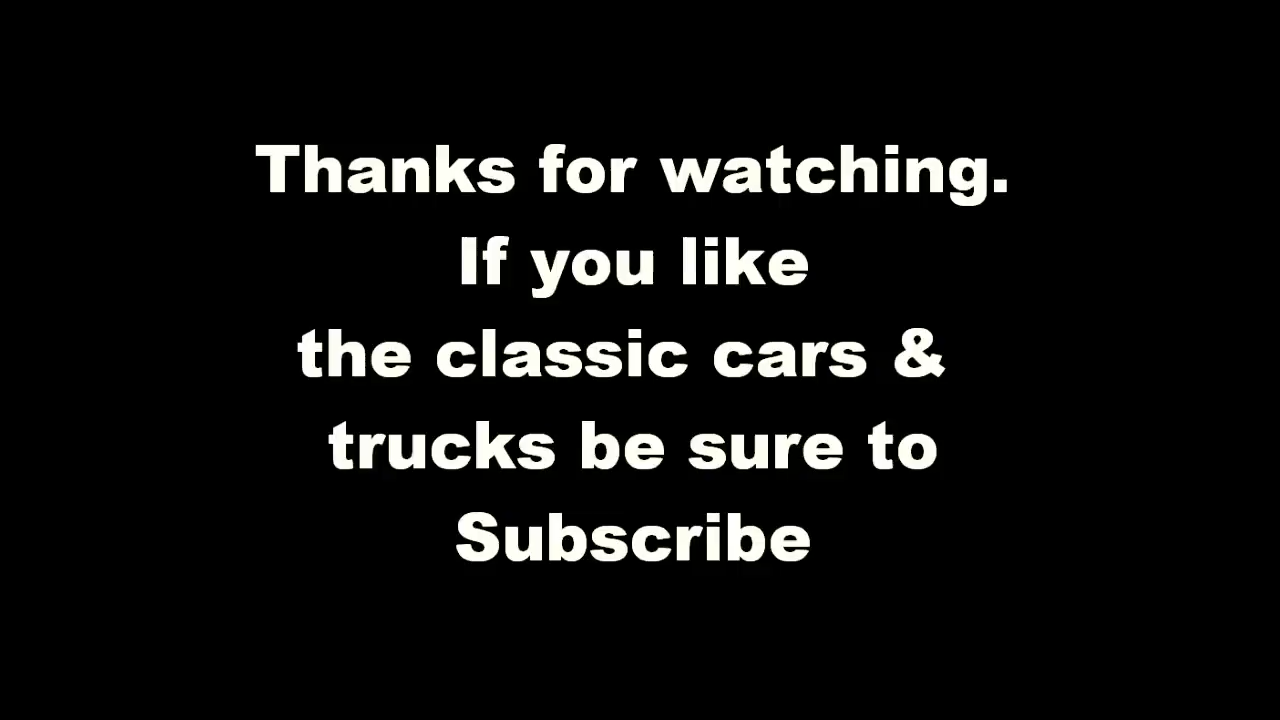 Thanks for watching.
If you like
the classic cars &
trucks be sure to
Subscribe